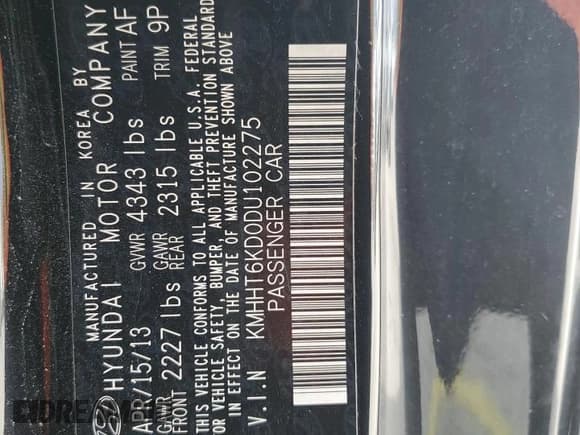 MANUFACTURED IN KOREA BY
HYUNDAI MOTOR COMPANY
APR/15/13 GVWR 4343 lbs PAINT AF
GAWR FRONT 2227 lbs GAWR REAR 2315 lbs TRIM 9P
THIS VEHICLE CONFORMS TO ALL APPLICABLE U.S.A. FEDERAL
VEHICLE SAFETY, BUMPER, AND THEFT PREVENTION STANDARDS
IN EFFECT ON THE DATE OF MANUFACTURE SHOWN ABOVE
V.I.N KMHHT6KD0DU102275
PASSENGER CAR